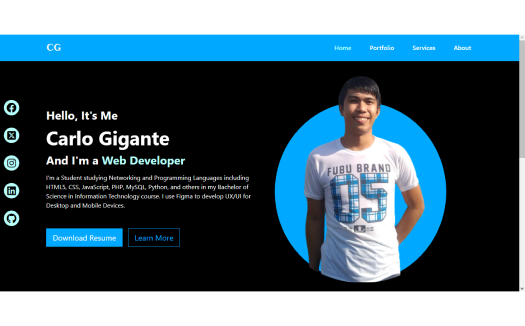 CG
Home Portfolio Services About
Hello, It's Me
Carlo Gigante
And I'm a Web Developer
I'm a Student studying Networking and Programming Languages including
HTML5, CSS, JavaScript, PHP, MySQL, Python, and others in my Bachelor of
Science in Information Technology course. I use Figma to develop UX/UI for
Desktop and Mobile Devices.
Download Resume Learn More
FUBU BRAND
05